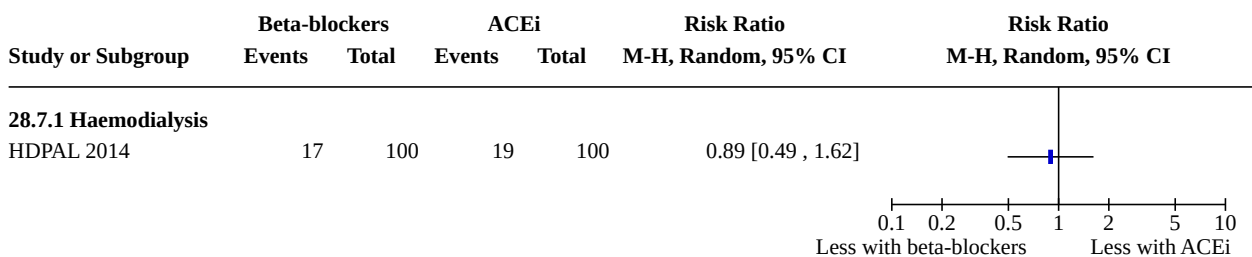 Beta-blockers ACEi Risk Ratio Risk Ratio
Study or Subgroup Events Total Events Total M-H, Random, 95% CI M-H, Random, 95% CI
28.7.1 Haemodialysis
HDPAL 2014 17 100 19 100 0.89 [0.49 , 1.62]
0.1 0.2 0.5 1 2 5 10
Less with beta-blockers Less with ACEi